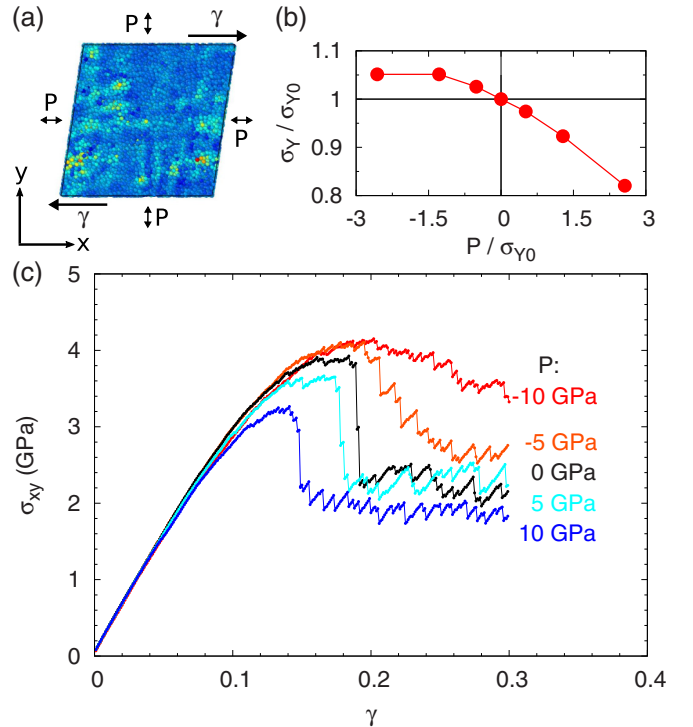 (a)
P
γ
P
P
y
γ
P
x
(b)
σY / σY0
1.1
1
0.9
0.8
-3
-1.5
0
1.5
3
P / σY0
(c)
σxy (GPa)
5
4
3
2
1
0
0
0.1
0.2
0.3
0.4
γ
P:
-10 GPa
-5 GPa
0 GPa
5 GPa
10 GPa